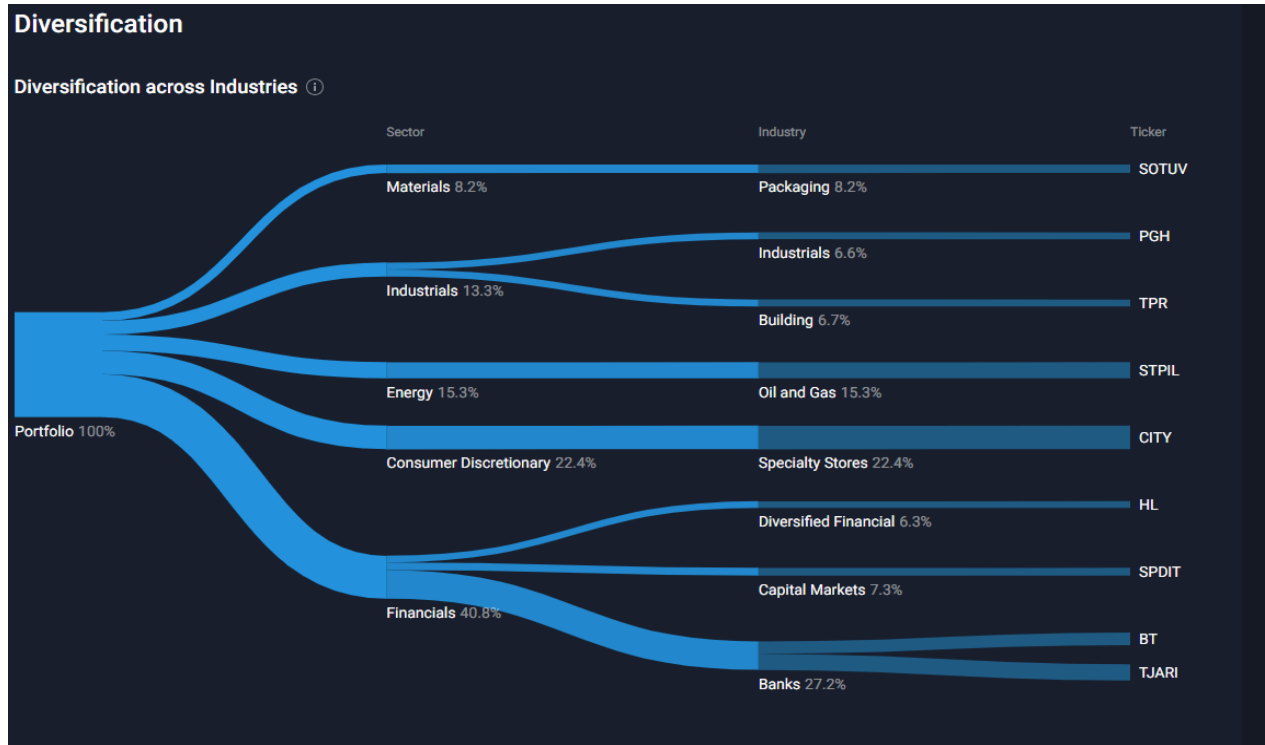 Diversification
Diversification across Industries
Sector Industry Ticker
SOTUV
Materials 8.2% Packaging 8.2%
PGH
Industrials 6.6%
Industrials 13.3%
TPR
Building 6.7%
STPIL
Energy 15.3% Oil and Gas 15.3%
Portfolio 100%
CITY
Consumer Discretionary 22.4% Specialty Stores 22.4%
HL
Diversified Financial 6.3%
SPDIT
Capital Markets 7.3%
Financials 40.8%
BT
TJARI
Banks 27.2%